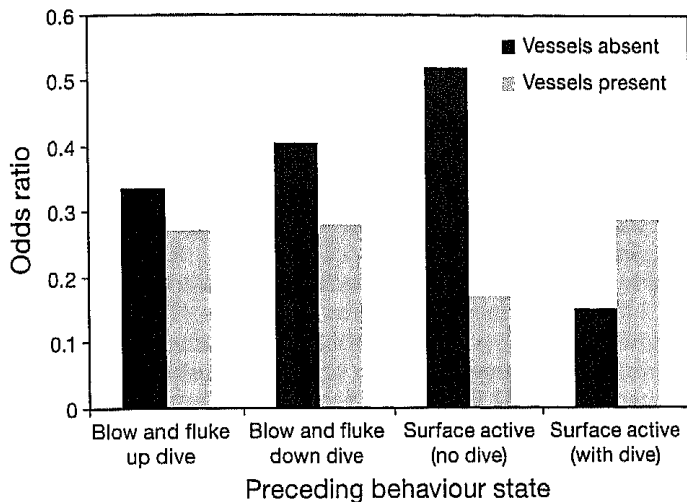 0.6
0.5
0.4
0.3
0.2
0.1
0
Odds ratio
Vessels absent
Vessels present
Blow and fluke
up dive
Blow and fluke
down dive
Surface active
(no dive)
Surface active
(with dive)
Preceding behaviour state